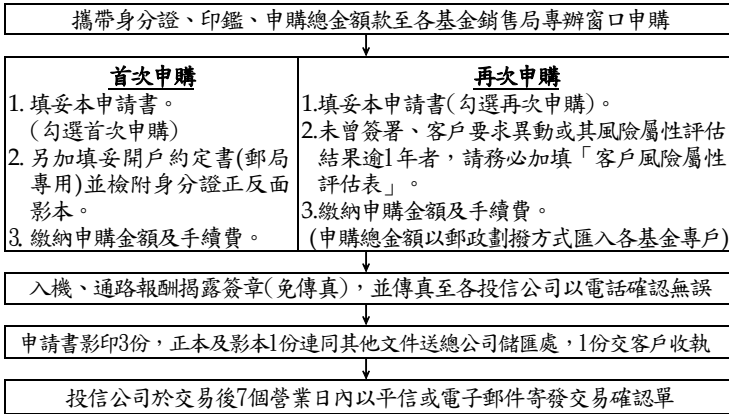 攜帶身分證、印鑑、申購總金額款至各基金銷售局專辦窗口申購
首次申購
1. 填妥本申請書。
(勾選首次申購)
2. 另加填妥開戶約定書(郵局
專用)並檢附身分證正反面
影本。
3. 繳納申購金額及手續費。
再次申購
1.填妥本申請書(勾選再次申購)。
2.未曾簽署、客戶要求異動或其風險屬性評估
結果逾1年者，請務必加填「客戶風險屬性
評估表」。
3.繳納申購金額及手續費。
(申購總金額以郵政劃撥方式匯入各基金專戶)
入機、通路報酬揭露簽章(免傳真)，並傳真至各投信公司以電話確認無誤
申請書影印3份，正本及影本1份連同其他文件送總公司儲匯處，1份交客戶收執
投信公司於交易後7個營業日內以平信或電子郵件寄發交易確認單